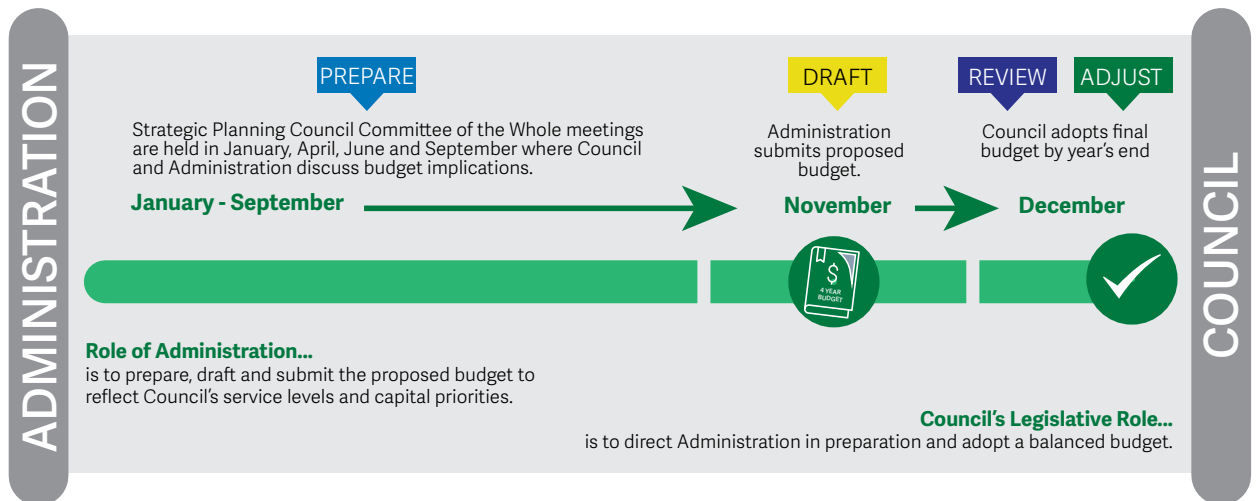 ADMINISTRATION
PREPARE
Strategic Planning Council Committee of the Whole meetings
are held in January, April, June and September where Council
and Administration discuss budget implications.
January - September
DRAFT
Administration
submits proposed
budget.
November
REVIEW
ADJUST
Council adopts final
budget by year's end
December
$
4 YEAR
BUDGET
Role of Administration...
is to prepare, draft and submit the proposed budget to
reflect Council's service levels and capital priorities.
Council's Legislative Role...
is to direct Administration in preparation and adopt a balanced budget.
COUNCIL